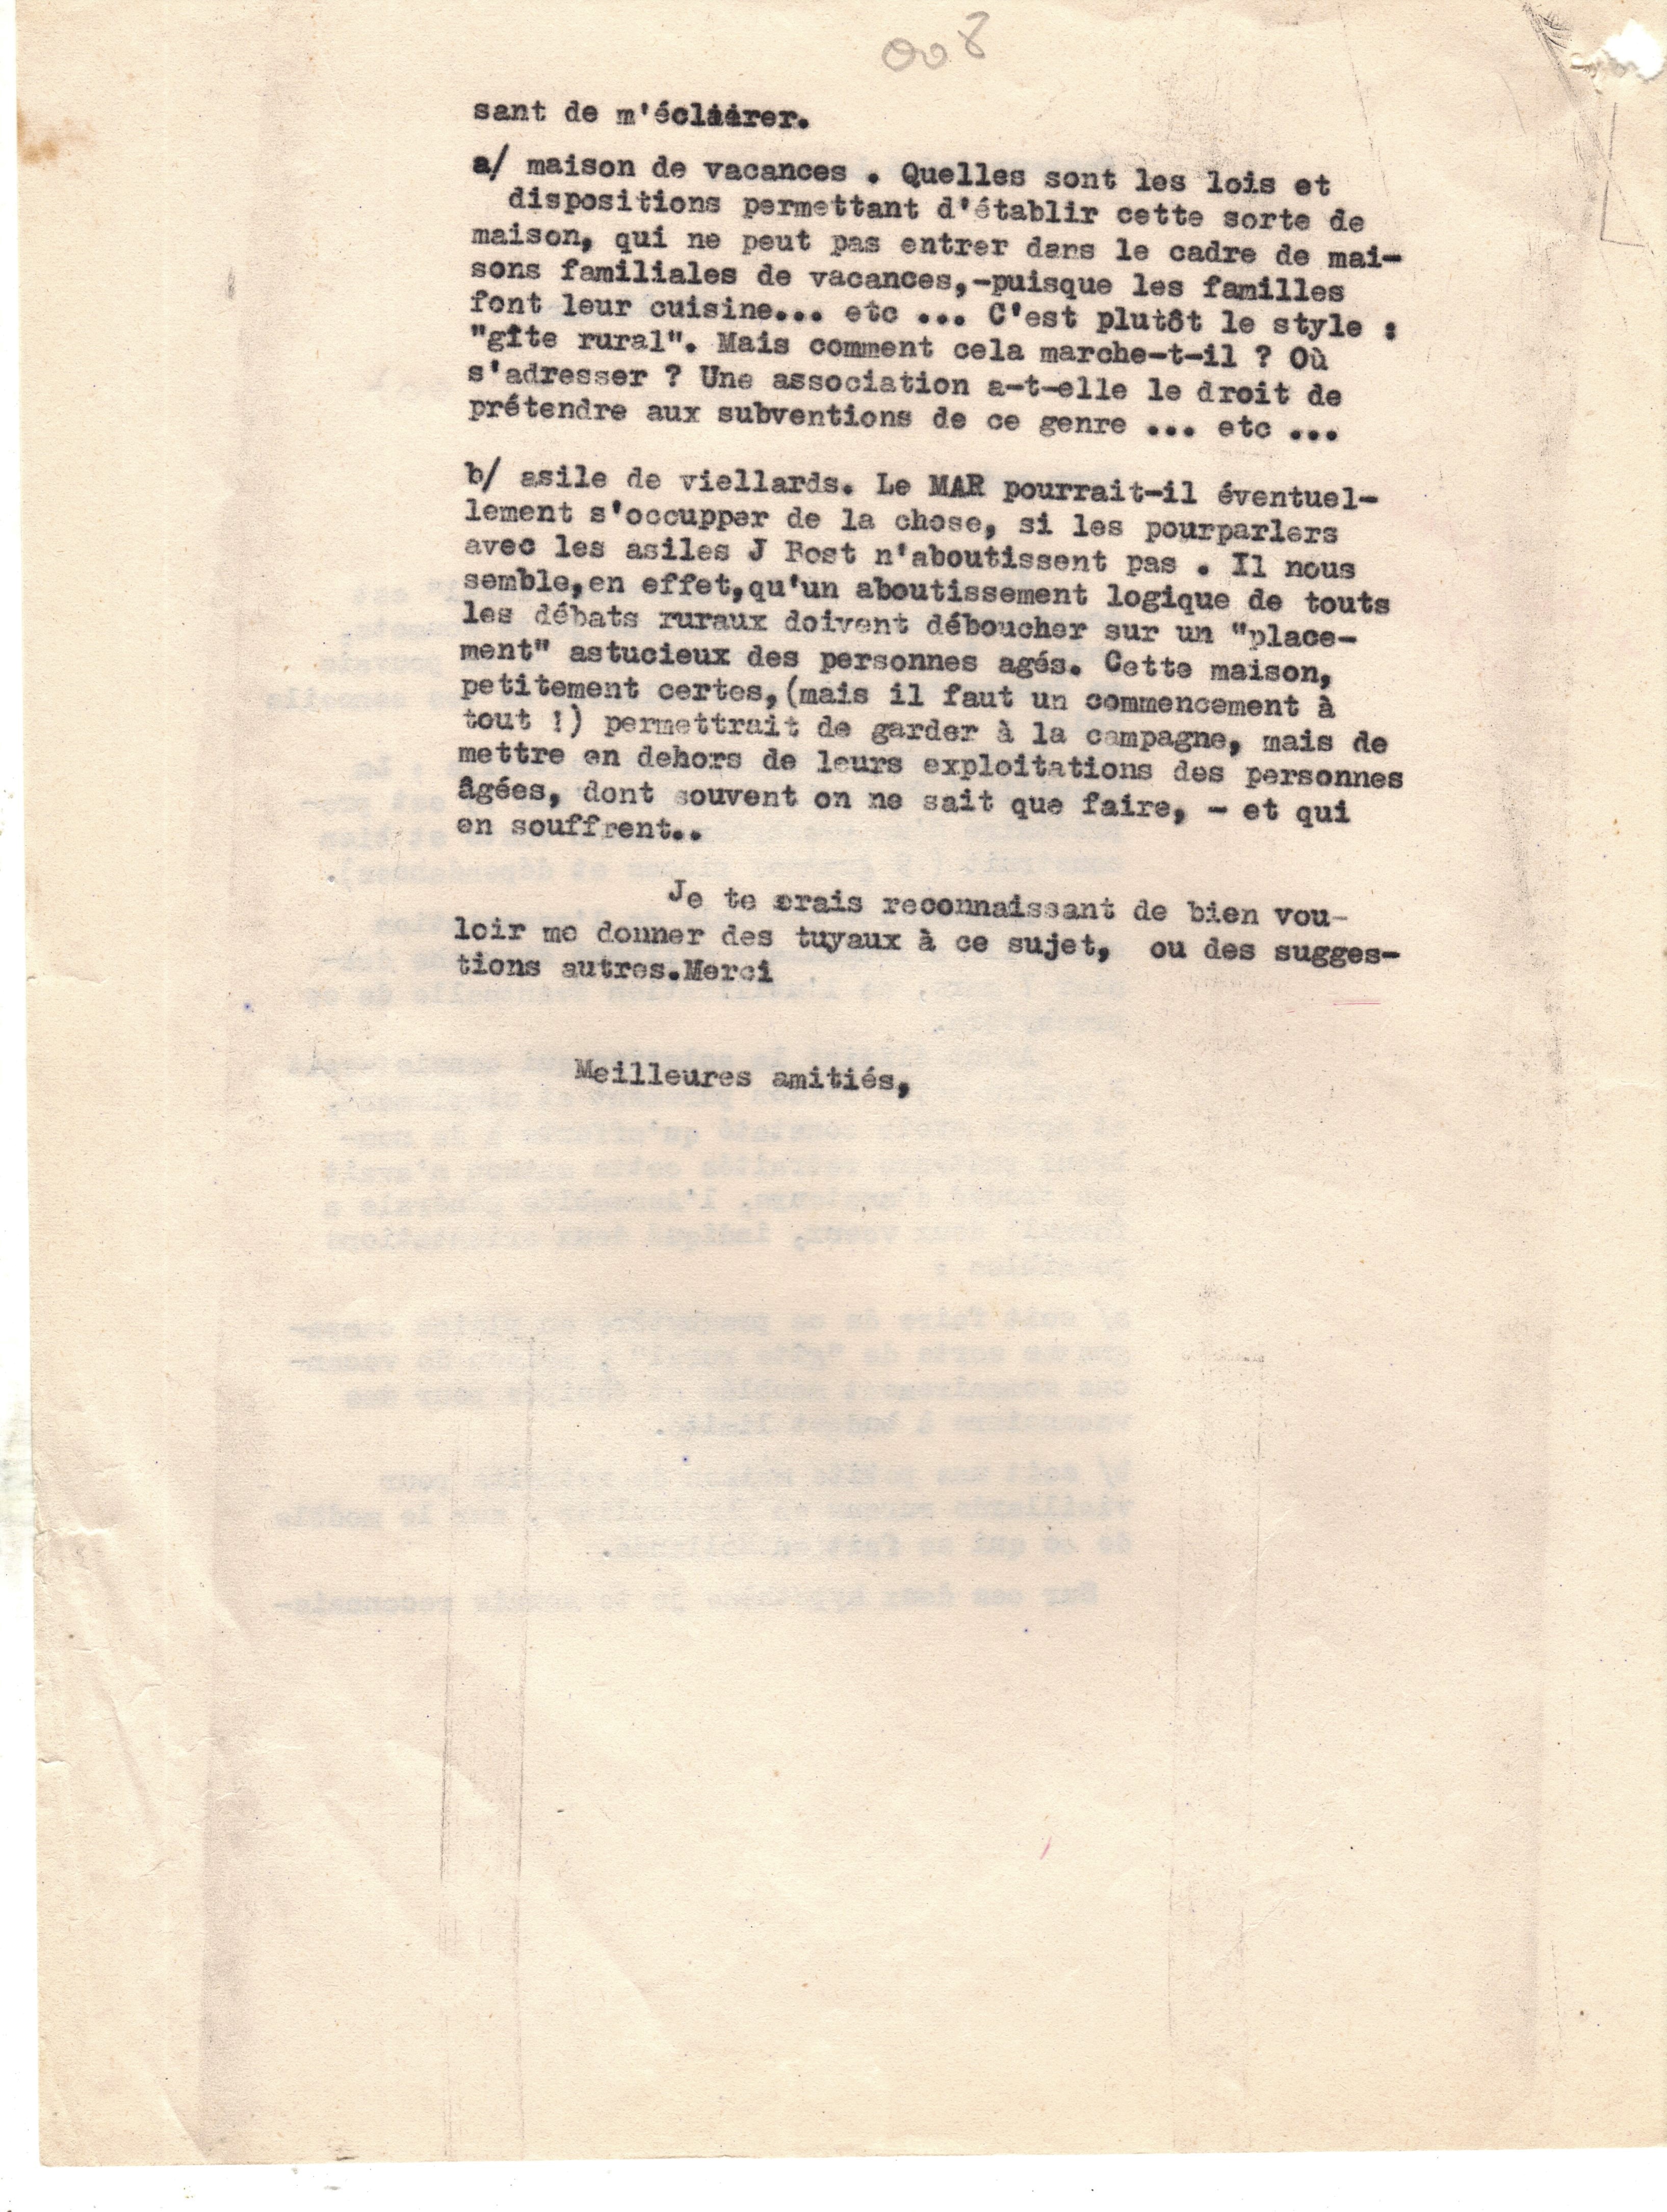 008
sant de m'éclairer.
a/ maison de vacances . Quelles sont les lois et
dispositions permettant d'établir cette sorte de
maison, qui ne peut pas entrer dans le cadre de mai-
sons familiales de vacances,-puisque les familles
font leur cuisine... etc ... C'est plutôt le style :
"gîte rural". Mais comment cela marche-t-il ? Où
s'adresser ? Une association a-t-elle le droit de
prétendre aux subventions de ce genre ... etc ...
b/ asile de viellards. Le MAR pourrait-il éventuel-
lement s'occupper de la chose, si les pourparlers
avec les asiles J Bost n'aboutissent pas . Il nous
semble,en effet,qu'un aboutissement logique de touts
les débats ruraux doivent déboucher sur un "place-
ment" astucieux des personnes agés. Cette maison,
petitement certes,(mais il faut un commencement à
tout !) permettrait de garder à la campagne, mais de
mettre en dehors de leurs exploitations des personnes
âgées, dont souvent on ne sait que faire, - et qui
en souffrent..
Je te srais reconnaissant de bien vou-
loir me donner des tuyaux à ce sujet, ou des sugges-
tions autres.Merci
Meilleures amitiés,